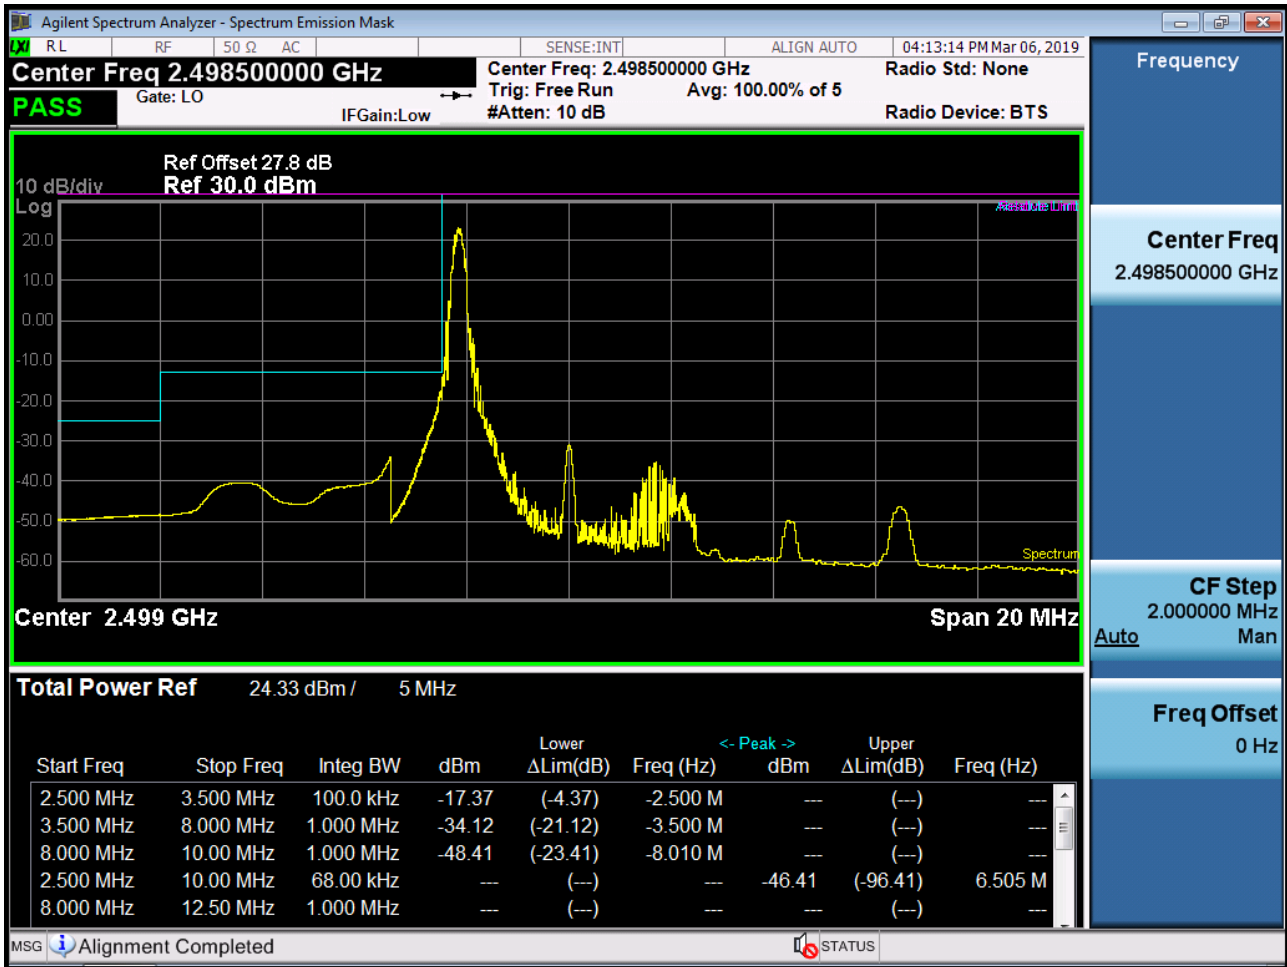 Agilent Spectrum Analyzer - Spectrum Emission Mask
LXI RL RF 50 Ω AC SENSE:INT ALIGN AUTO 04:13:14 PM Mar 06, 2019
Center Freq 2.498500000 GHz
Center Freq: 2.498500000 GHz
Radio Std: None
PASS
Gate: LO
Trig: Free Run
Avg: 100.00% of 5
IFGain:Low
#Atten: 10 dB
Radio Device: BTS
Ref Offset 27.8 dB
10 dB/div Ref 30.0 dBm
Log
Absolute Limit
20.0
10.0
0.00
-10.0
-20.0
-30.0
-40.0
-50.0
-60.0
Spectrum
Center 2.499 GHz
Span 20 MHz
Total Power Ref 24.33 dBm / 5 MHz
Lower <- Peak -> Upper
Start Freq Stop Freq Integ BW dBm ΔLim(dB) Freq (Hz) dBm ΔLim(dB) Freq (Hz)
2.500 MHz 3.500 MHz 100.0 kHz -17.37 (-4.37) -2.500 M --- (---) ---
3.500 MHz 8.000 MHz 1.000 MHz -34.12 (-21.12) -3.500 M --- (---) ---
8.000 MHz 10.00 MHz 1.000 MHz -48.41 (-23.41) -8.010 M --- (---) ---
2.500 MHz 10.00 MHz 68.00 kHz --- (---) --- -46.41 (-96.41) 6.505 M
8.000 MHz 12.50 MHz 1.000 MHz --- (---) --- --- (---) ---
MSG Alignment Completed STATUS
Frequency
Center Freq
2.498500000 GHz
CF Step
2.000000 MHz
Auto Man
Freq Offset
0 Hz